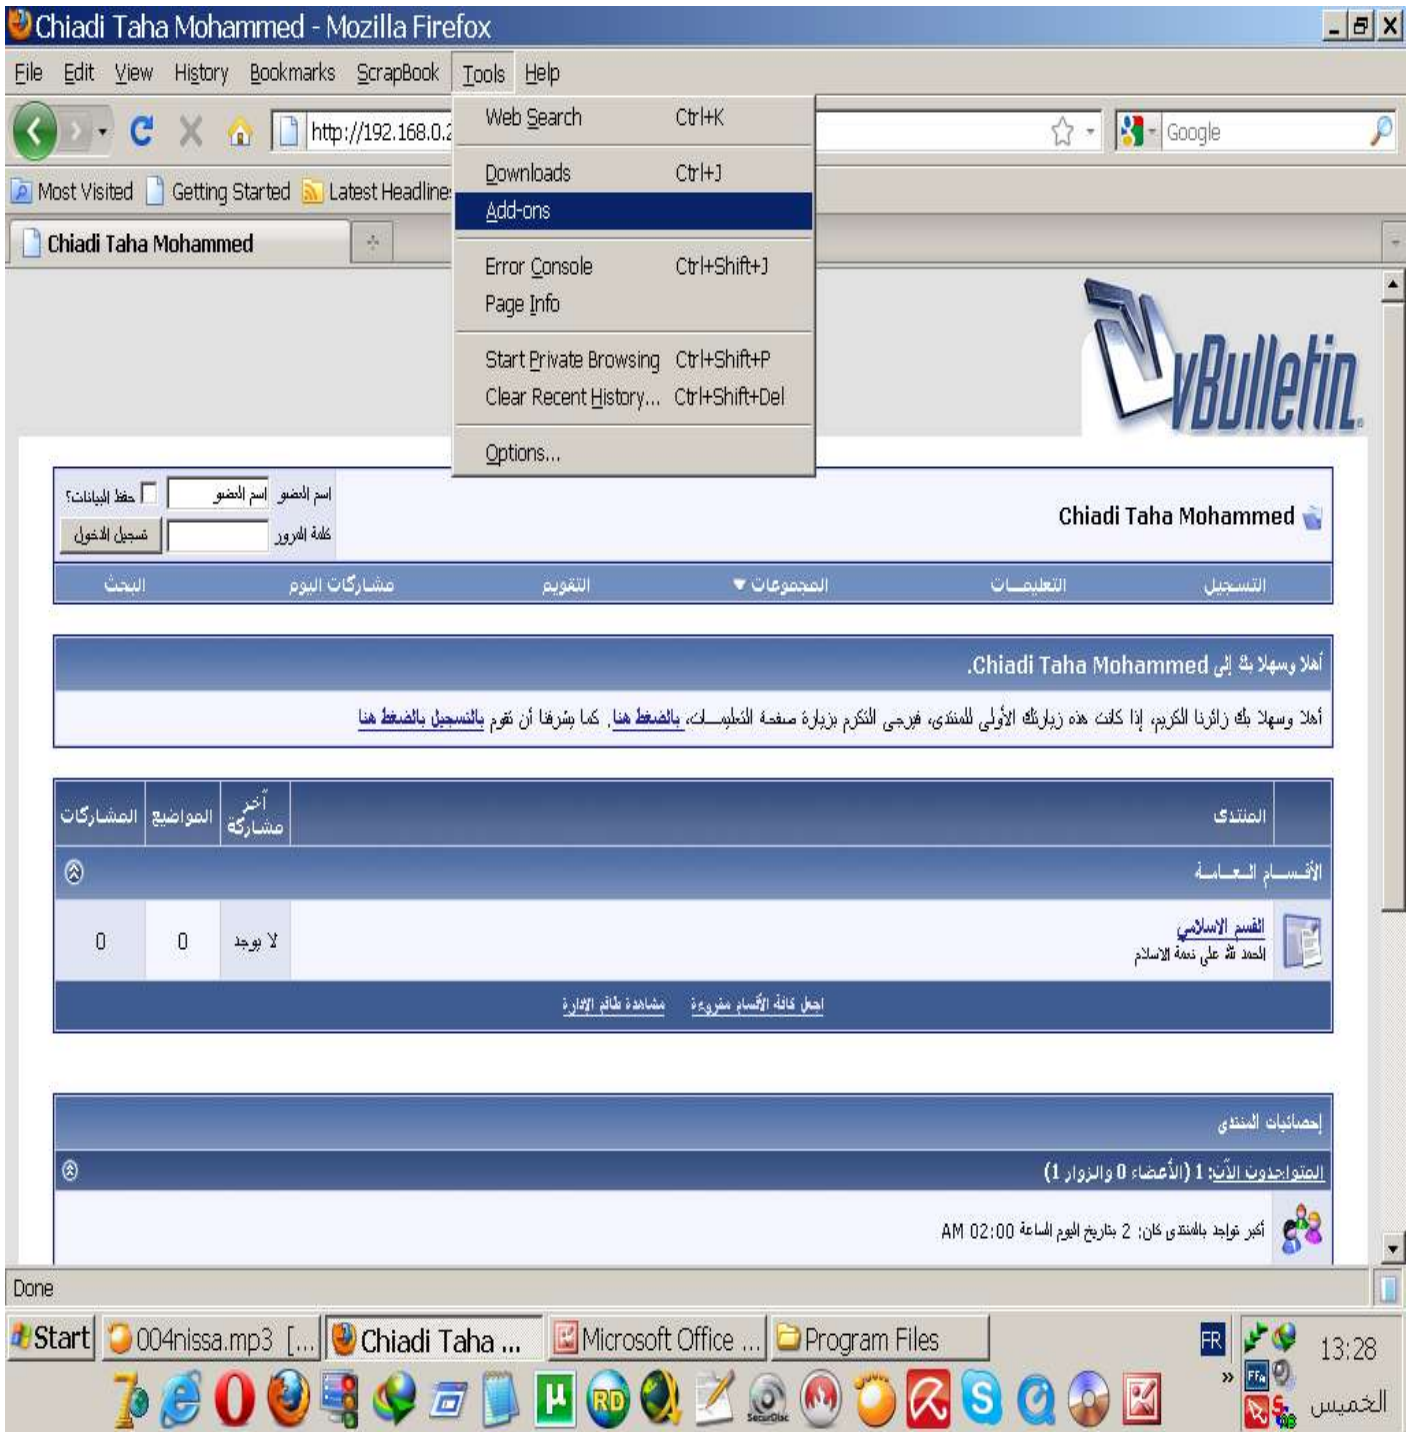 Chiadi Taha Mohammed - Mozilla Firefox
File Edit View History Bookmarks ScrapBook Tools Help
http://192.168.0.2
Google
Most Visited Getting Started Latest Headline
Chiadi Taha Mohammed
Web Search Ctrl+K
Downloads Ctrl+J
Add-ons
Error Console Ctrl+Shift+J
Page Info
Start Private Browsing Ctrl+Shift+P
Clear Recent History... Ctrl+Shift+Del
Options...
vBulletin
Chiadi Taha Mohammed
اسم العضو اسم العضو حفظ البيانات؟
كلمة المرور تسجيل الدخول
التسجيل التعليمـــات المجموعات التقويم مشاركات اليوم البحث
أهلا وسهلا بك إلى Chiadi Taha Mohammed.
أهلا وسهلا بك زائرنا الكريم، إذا كانت هذه زيارتك الأولى للمنتدى، فيرجى التكرم بزيارة صفحة التعليمـــات، بالضغط هنا. كما يشرفنا أن تقوم بالتسجيل بالضغط هنا
المنتدى آخر مشاركة المواضيع المشاركات
الأقـســـام الـعـــامـــة
القسم الاسلامي لا يوجد 0 0
الحمد لله على نعمة الاسلام
اجعل كافة الأقسام مقروءة مشاهدة طاقم الإدارة
إحصائيات المنتدى
المتواجدون الآن: 1 (الأعضاء 0 والزوار 1)
أكبر تواجد بالمنتدى كان: 2 بتاريخ اليوم الساعة 02:00 AM
Done
Start 004nissa.mp3 [... Chiadi Taha ... Microsoft Office ... Program Files FR 13:28
الخميس